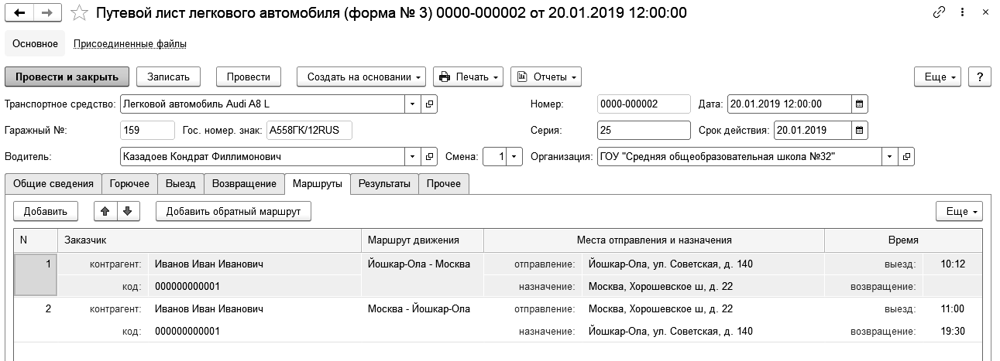 Путевой лист легкового автомобиля (форма № 3) 0000-000002 от 20.01.2019 12:00:00
Основное Присоединенные файлы
Провести и закрыть Записать Провести Создать на основании Печать Отчеты Еще ?
Транспортное средство: Легковой автомобиль Audi A8 L Номер: 0000-000002 Дата: 20.01.2019 12:00:00
Гаражный №: 159 Гос. номер. знак: А558ГК/12RUS Серия: 25 Срок действия: 20.01.2019
Водитель: Казадоев Кондрат Филлимонович Смена: 1 Организация: ГОУ "Средняя общеобразовательная школа №32"
Общие сведения Горючее Выезд Возвращение Маршруты Результаты Прочее
Добавить Добавить обратный маршрут Еще
N Заказчик Маршрут движения Места отправления и назначения Время
1 контрагент: Иванов Иван Иванович Йошкар-Ола - Москва отправление: Йошкар-Ола, ул. Советская, д. 140 выезд: 10:12
код: 000000000001 назначение: Москва, Хорошевское ш, д. 22 возвращение:
2 контрагент: Иванов Иван Иванович Москва - Йошкар-Ола отправление: Москва, Хорошевское ш, д. 22 выезд: 11:00
код: 000000000001 назначение: Йошкар-Ола, ул. Советская, д. 140 возвращение: 19:30